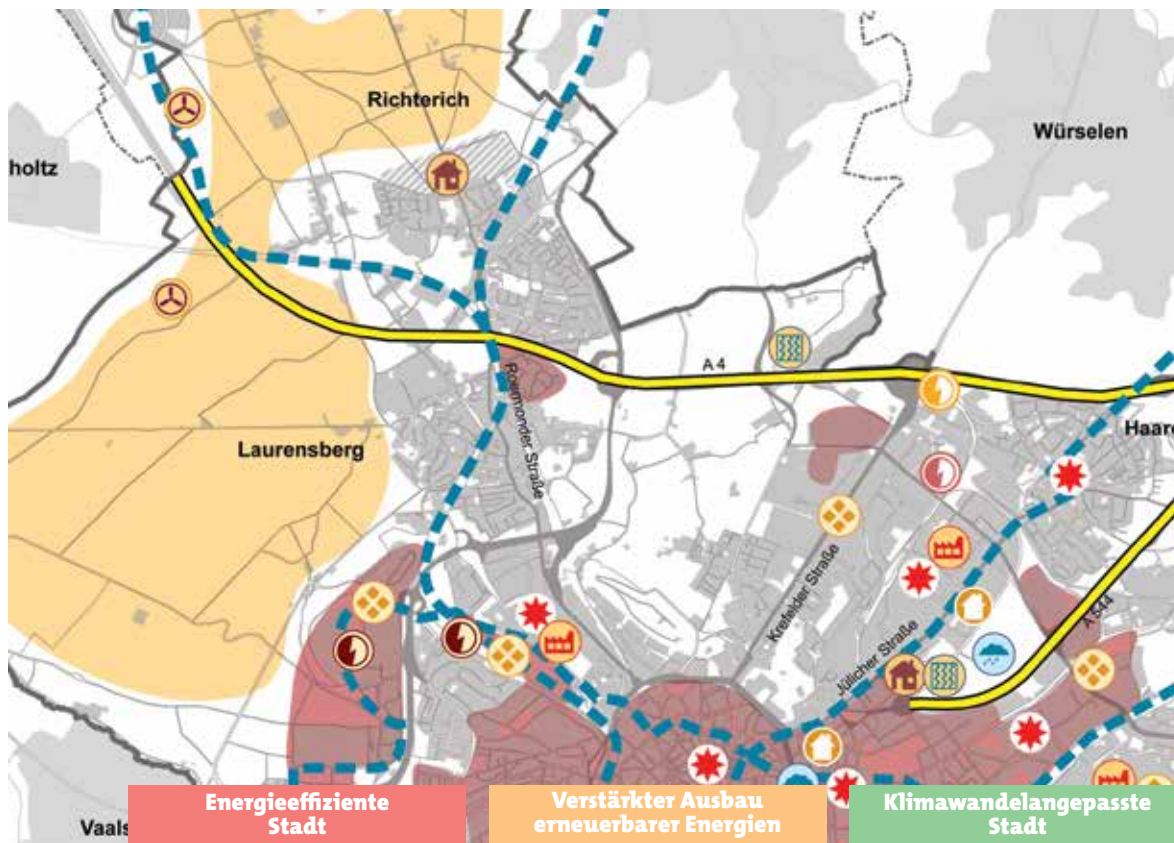 Richterich
Würselen
holtz
A 4
Roermonder Straße
Laurensberg
Haare
Krefelder Straße
A 544
Jülicher Straße
Vaals
Energieeffiziente
Stadt
Verstärkter Ausbau
erneuerbarer Energien
Klimawandelangepasste
Stadt